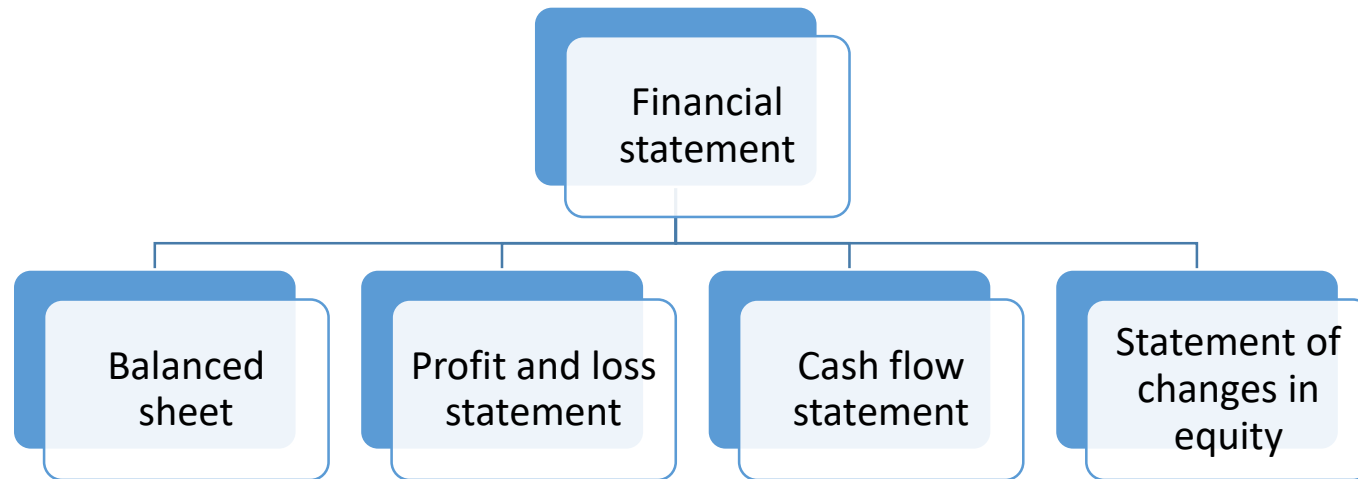 Financial
statement
Balanced
sheet
Profit and loss
statement
Cash flow
statement
Statement of
changes in
equity